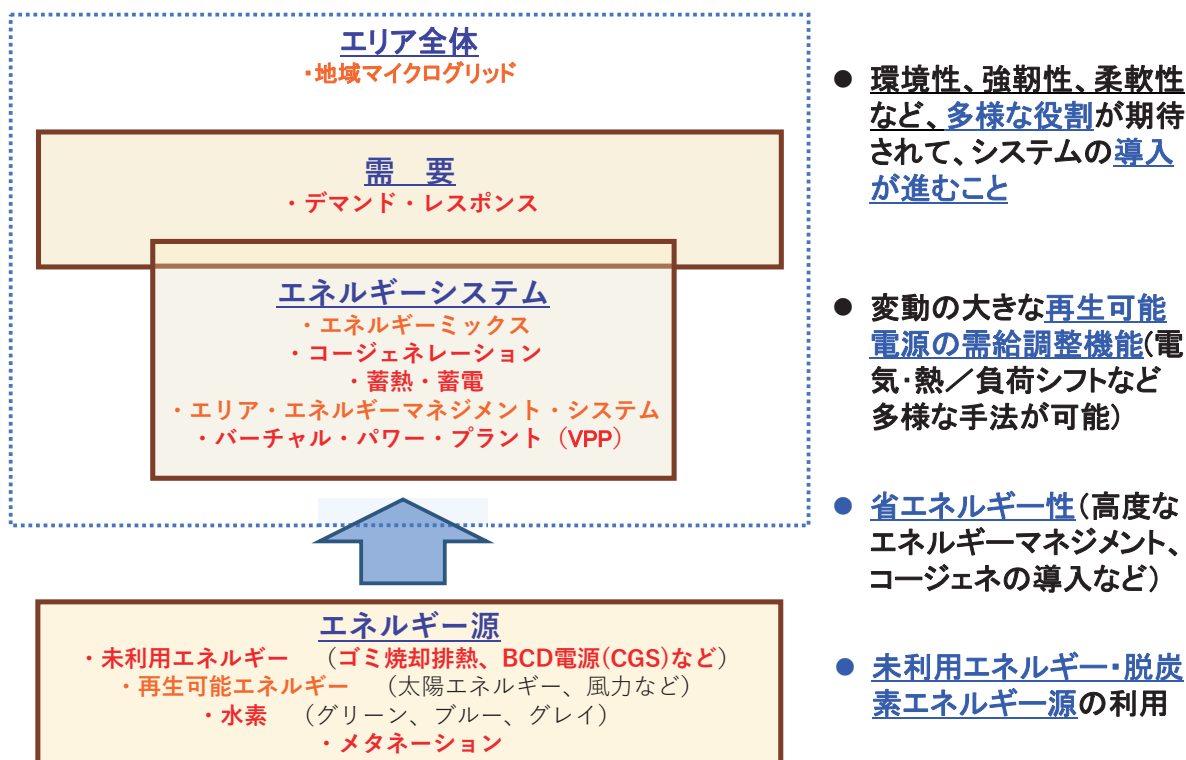 エリア全体
・地域マイクログリッド
需　要
・デマンド・レスポンス
エネルギーシステム
・エネルギーミックス
・コージェネレーション
・蓄熱・蓄電
・エリア・エネルギーマネジメント・システム
・バーチャル・パワー・プラント（VPP）
エネルギー源
・未利用エネルギー　（ゴミ焼却排熱、BCD電源(CGS)など）
・再生可能エネルギー　（太陽エネルギー、風力など）
・水素　（グリーン、ブルー、グレイ）
・メタネーション
● 環境性、強靭性、柔軟性
など、多様な役割が期待
されて、システムの導入
が進むこと
● 変動の大きな再生可能
電源の需給調整機能(電
気・熱／負荷シフトなど
多様な手法が可能）
● 省エネルギー性（高度な
エネルギーマネジメント、
コージェネの導入など）
● 未利用エネルギー・脱炭
素エネルギー源の利用